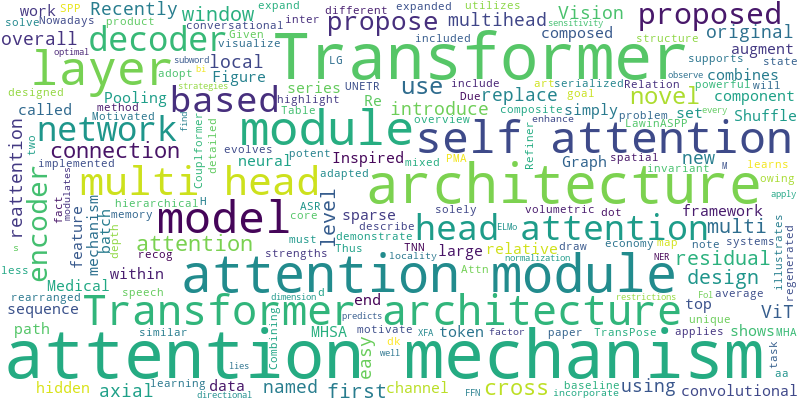 Nowadays SPP Recently expand different expanded utilizes Vision composed original
solve product conversational inter propose multihead proposed
work Given window visualize sensitivity
overall decoder Transformer included structure augment
designed optimal subword LG supports state
layer adopt Figure local series UNETR art serialized Relation will
called Pooling strategies bi highlight include goal powerful
Motivated method based Re use replace combines component
network find Table introduce Due composite simply novel Shuffle
reattention two connection detailed module overview problem set LawinASPP every
implemented evolves potent Inspired mixed self attention observe enhance
neural Couplformer Refiner Graph new learns
encoder fact modulates multi head adapted PMA architecture spatial invariant M owing
hierarchical H ASR level solely volumetric dot framework apply
feature mechanism batch memory model core sparse describe head attention ELMo multi
s depth attention must demonstrate large relative draw economy map note systems residual
less recog strengths Thus TNN locality Attn normalization NER Fol
within attention module restrictions average design illustrates regenerated
Medical rearranged speech end dimension d
sequence Transformer architecture top unique ViT
path similar MHSA motivate XFA token factor paper TransPose applies shows MHA
Combining easy dk task
attention mechanism
lies predicts well aa
hidden axial learning directional data named first channel FFN cross incorporate baseline using convolutional